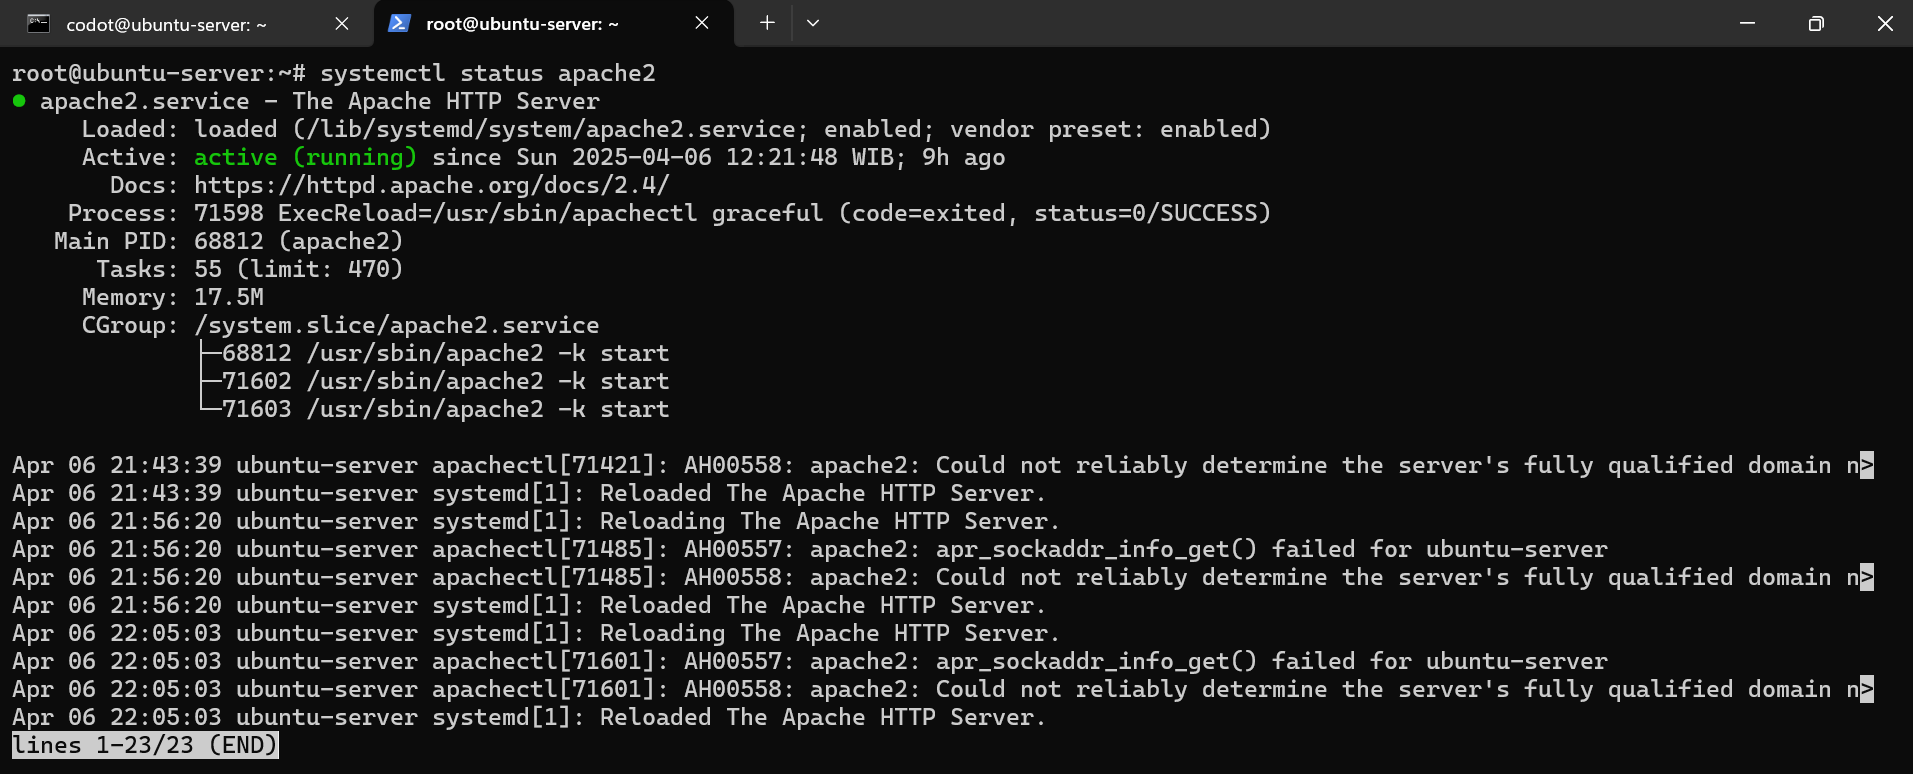 codot@ubuntu-server: ~
root@ubuntu-server: ~
root@ubuntu-server:~# systemctl status apache2
● apache2.service - The Apache HTTP Server
     Loaded: loaded (/lib/systemd/system/apache2.service; enabled; vendor preset: enabled)
     Active: active (running) since Sun 2025-04-06 12:21:48 WIB; 9h ago
       Docs: https://httpd.apache.org/docs/2.4/
    Process: 71598 ExecReload=/usr/sbin/apachectl graceful (code=exited, status=0/SUCCESS)
   Main PID: 68812 (apache2)
      Tasks: 55 (limit: 470)
     Memory: 17.5M
     CGroup: /system.slice/apache2.service
             ├─68812 /usr/sbin/apache2 -k start
             ├─71602 /usr/sbin/apache2 -k start
             └─71603 /usr/sbin/apache2 -k start

Apr 06 21:43:39 ubuntu-server apachectl[71421]: AH00558: apache2: Could not reliably determine the server's fully qualified domain n>
Apr 06 21:43:39 ubuntu-server systemd[1]: Reloaded The Apache HTTP Server.
Apr 06 21:56:20 ubuntu-server systemd[1]: Reloading The Apache HTTP Server.
Apr 06 21:56:20 ubuntu-server apachectl[71485]: AH00557: apache2: apr_sockaddr_info_get() failed for ubuntu-server
Apr 06 21:56:20 ubuntu-server apachectl[71485]: AH00558: apache2: Could not reliably determine the server's fully qualified domain n>
Apr 06 21:56:20 ubuntu-server systemd[1]: Reloaded The Apache HTTP Server.
Apr 06 22:05:03 ubuntu-server systemd[1]: Reloading The Apache HTTP Server.
Apr 06 22:05:03 ubuntu-server apachectl[71601]: AH00557: apache2: apr_sockaddr_info_get() failed for ubuntu-server
Apr 06 22:05:03 ubuntu-server apachectl[71601]: AH00558: apache2: Could not reliably determine the server's fully qualified domain n>
Apr 06 22:05:03 ubuntu-server systemd[1]: Reloaded The Apache HTTP Server.
lines 1-23/23 (END)